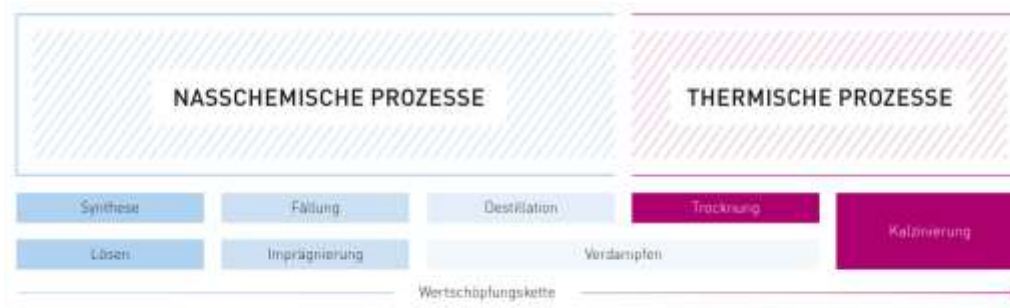 NASSCHEMISCHE PROZESSE
THERMISCHE PROZESSE
Synthese
Fällung
Destillation
Trocknung
Kalzinierung
Lösen
Imprägnierung
Verdampfen
Wertschöpfungskette